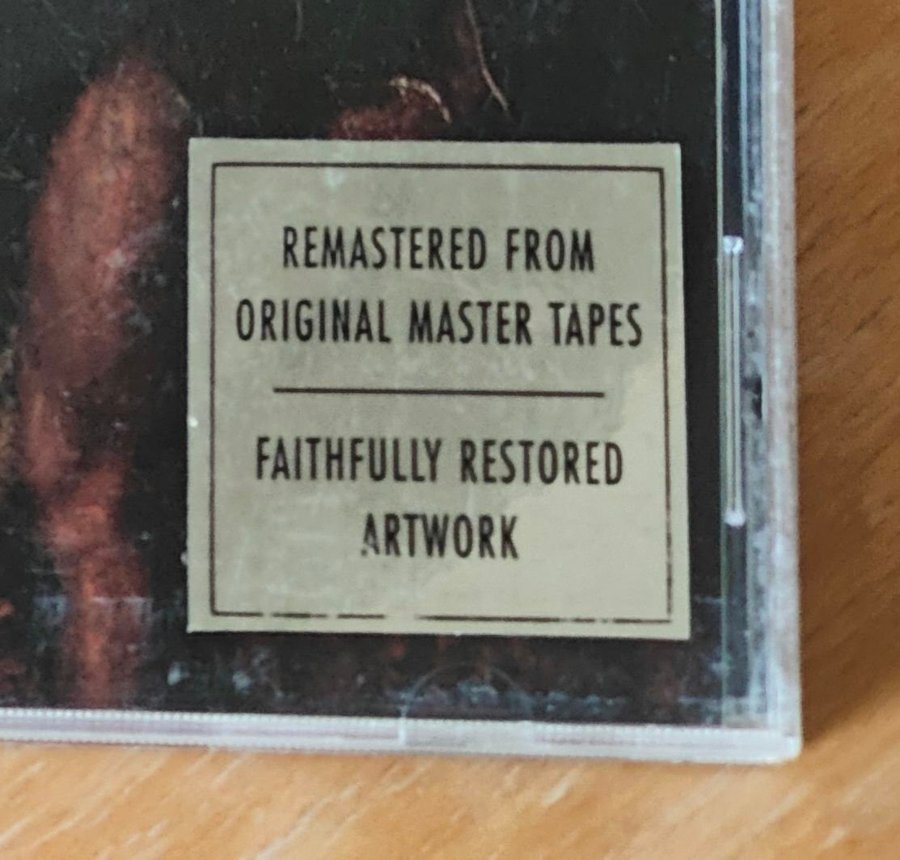 REMASTERED FROM
ORIGINAL MASTER TAPES
FAITHFULLY RESTORED
ARTWORK